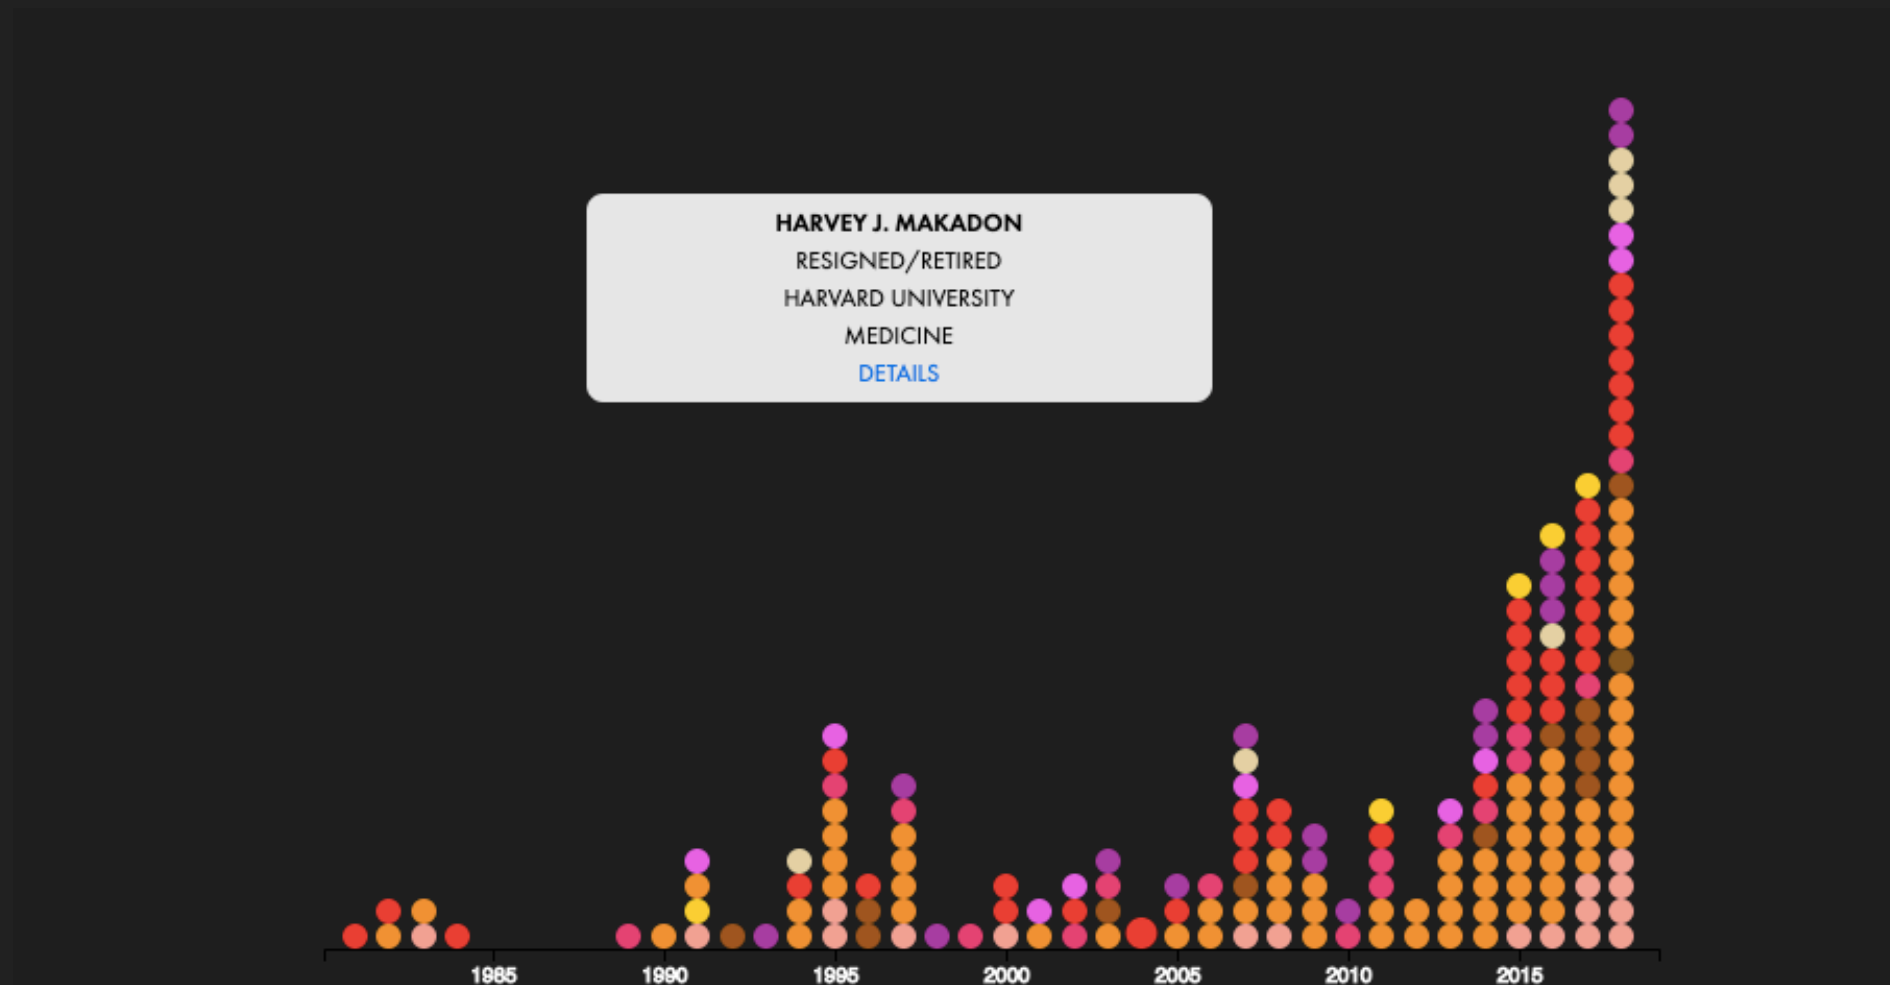 HARVEY J. MAKADON
RESIGNED/RETIRED
HARVARD UNIVERSITY
MEDICINE
DETAILS
1985 1990 1995 2000 2005 2010 2015